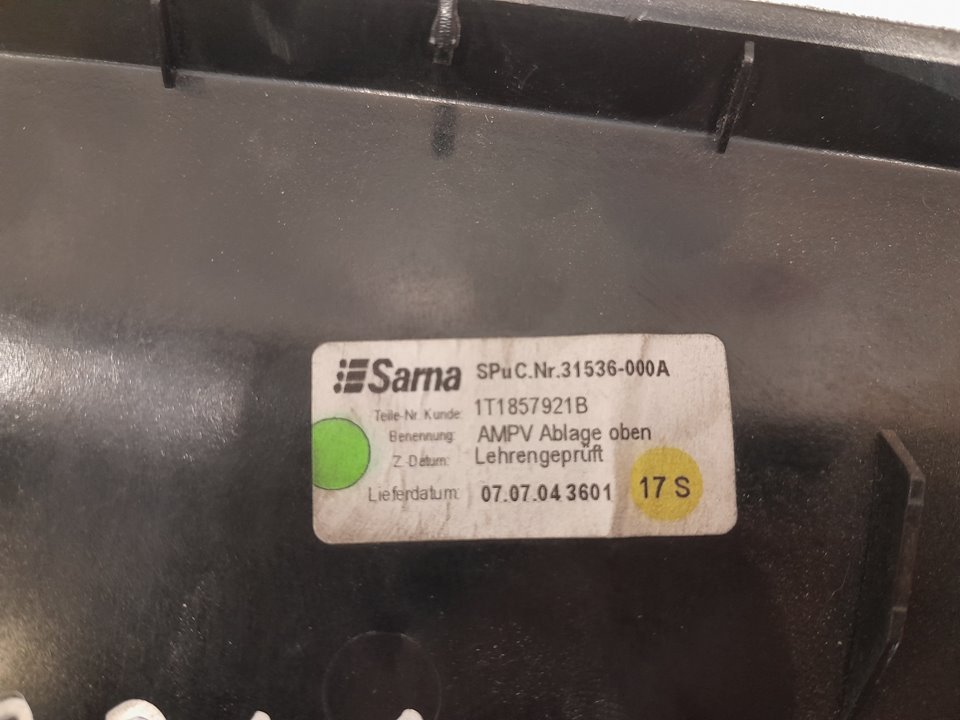 Sarna SPuC.Nr.31536-000A
Teile-Nr. Kunde: 1T1857921B
Benennung: AMPV Ablage oben
Z-Datum: Lehrengeprüft
Lieferdatum: 07.07.04 3601 17 S